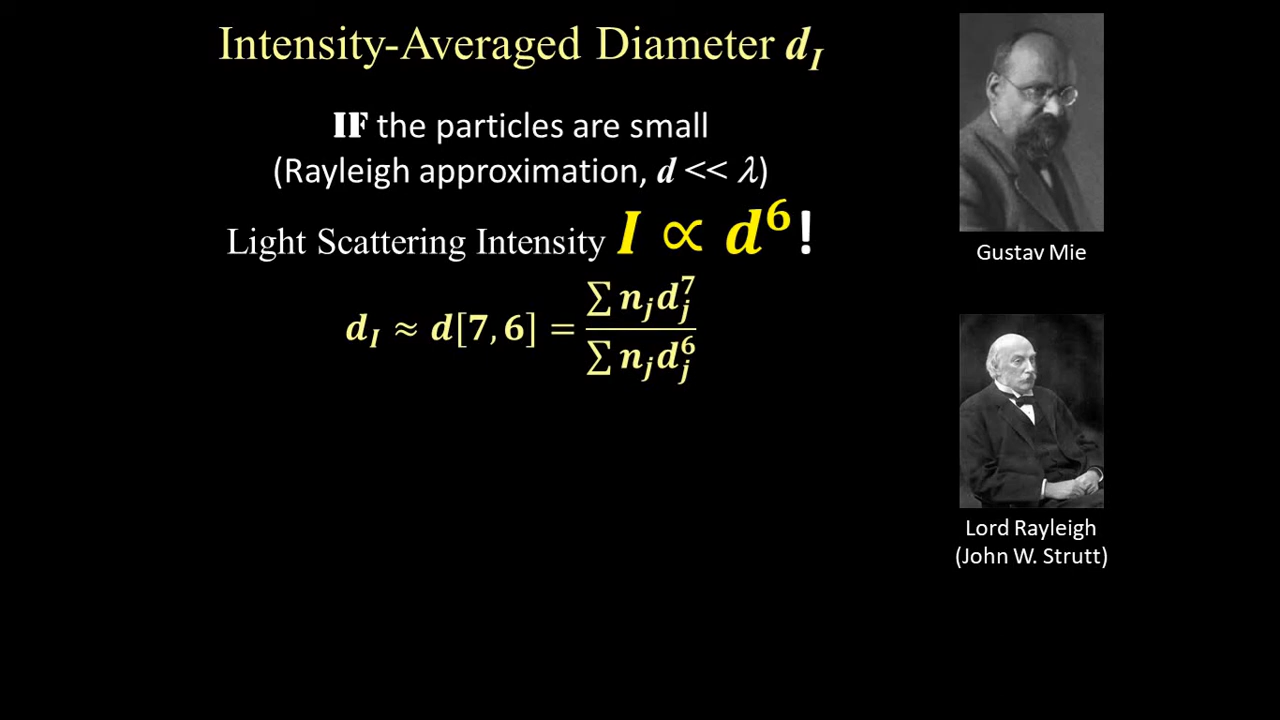 Intensity-Averaged Diameter d_I
IF the particles are small
(Rayleigh approximation, d << λ)
Light Scattering Intensity I ∝ d⁶!
d_I ≈ d[7, 6] = ∑ n_j d_j^7 / ∑ n_j d_j^6
Gustav Mie
Lord Rayleigh
(John W. Strutt)